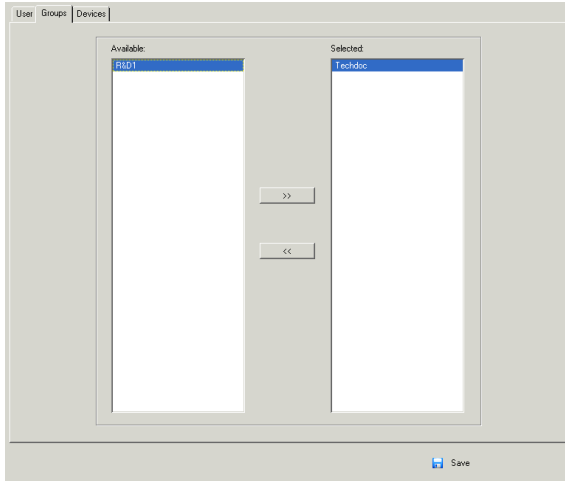 User Groups Devices
Available: Selected:
R&D1 Techdoc
>>
<<
Save